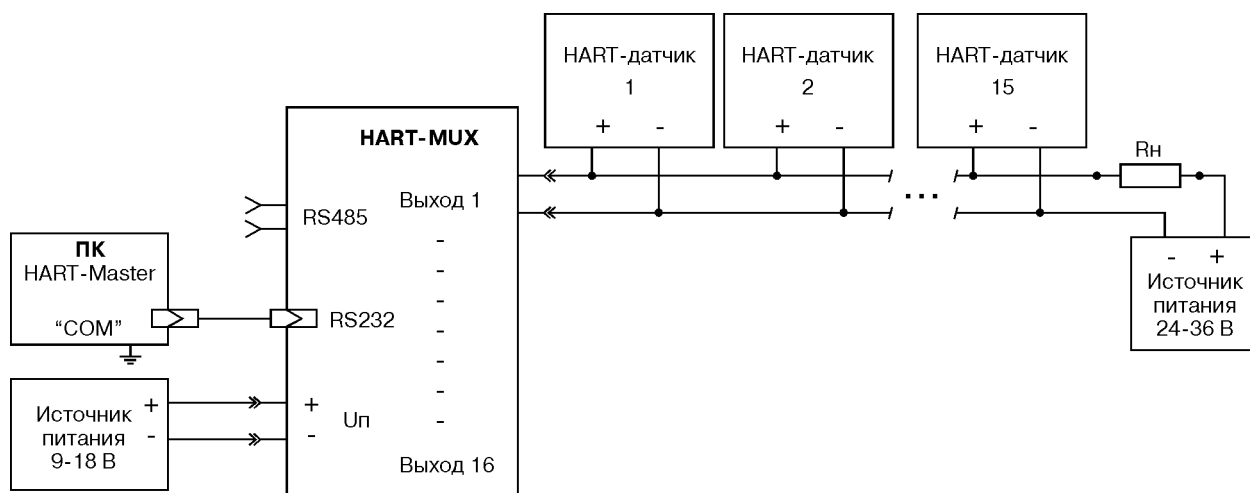 HART-датчик
1
+ -
HART-датчик
2
+ -
HART-датчик
15
+ -
HART-MUX
Выход 1
-
-
-
-
-
-
-
Выход 16
RS485
RS232
+
Uп
-
ПК
HART-Master
“COM”
Источник
питания
9-18 В
+
-
...
Rн
- +
Источник
питания
24-36 В